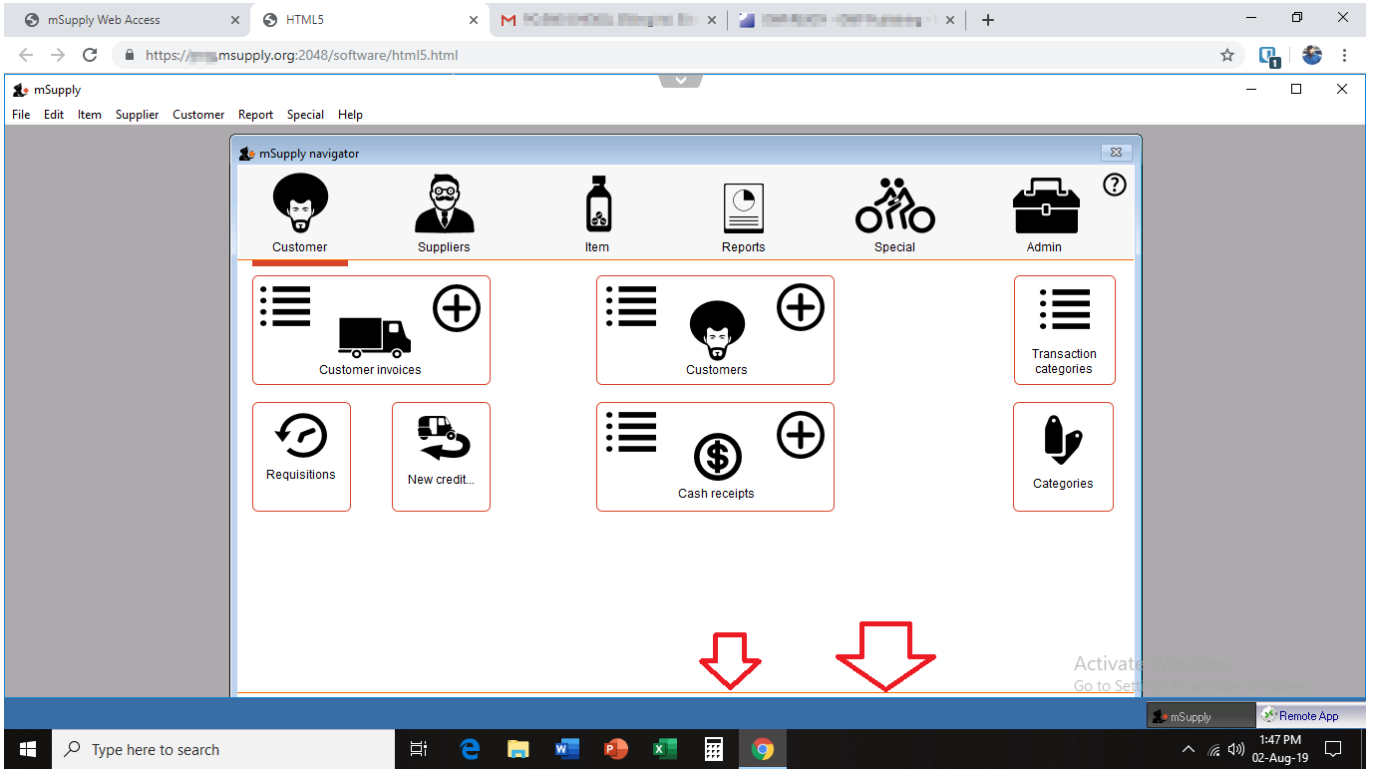 mSupply Web Access
HTML5
https:// msupply.org:2048/software/html5.html
1
mSupply
File Edit Item Supplier Customer Report Special Help
mSupply navigator
?
Customer Suppliers Item Reports Special Admin
Customer invoices
Customers
Transaction
categories
Requisitions
New credit...
$
Cash receipts
Categories
Activate Windows
Go to Set
mSupply
Remote App
Type here to search
1:47 PM
02-Aug-19